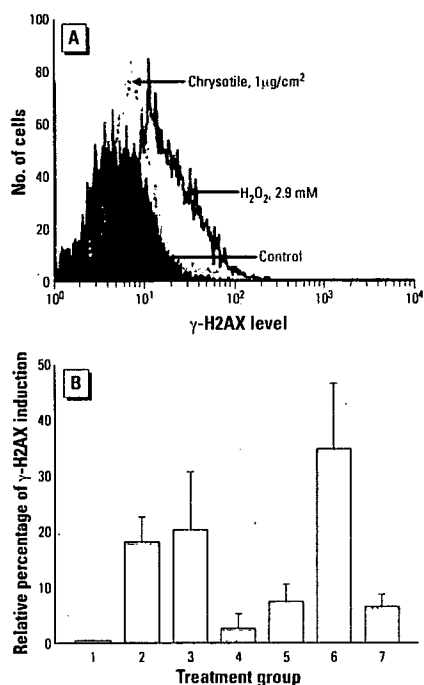 A
No. of cells
100
80
60
40
20
0
Chrysotile, 1μg/cm²
H₂O₂, 2.9 mM
Control
10⁰ 10¹ 10² 10³ 10⁴
γ-H2AX level
B
Relative percentage of γ-H2AX induction
50
40
30
20
10
0
1 2 3 4 5 6 7
Treatment group